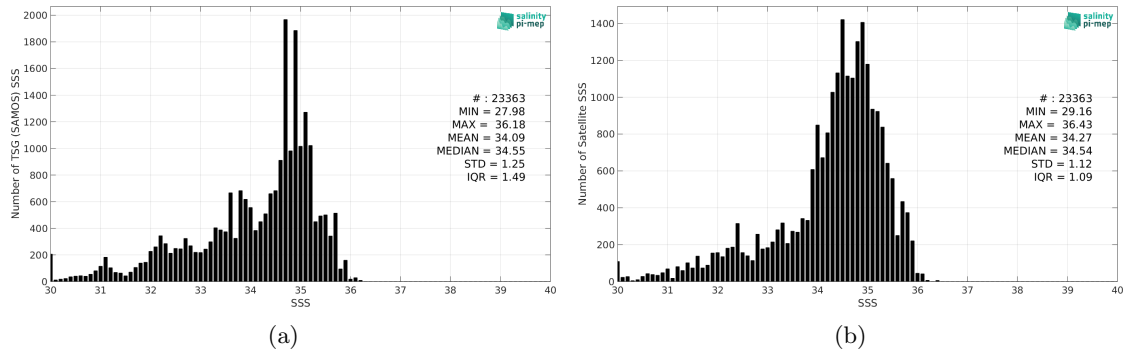 2000
1800
1600
1400
1200
1000
800
600
400
200
0
Number of TSG (SAMOS) SSS
salinity
pi-mep
# : 23363
MIN = 27.98
MAX = 36.18
MEAN = 34.09
MEDIAN = 34.55
STD = 1.25
IQR = 1.49
30 31 32 33 34 35 36 37 38 39 40
SSS
(a)
1400
1200
1000
800
600
400
200
0
Number of Satellite SSS
salinity
pi-mep
# : 23363
MIN = 29.16
MAX = 36.43
MEAN = 34.27
MEDIAN = 34.54
STD = 1.12
IQR = 1.09
30 31 32 33 34 35 36 37 38 39 40
SSS
(b)